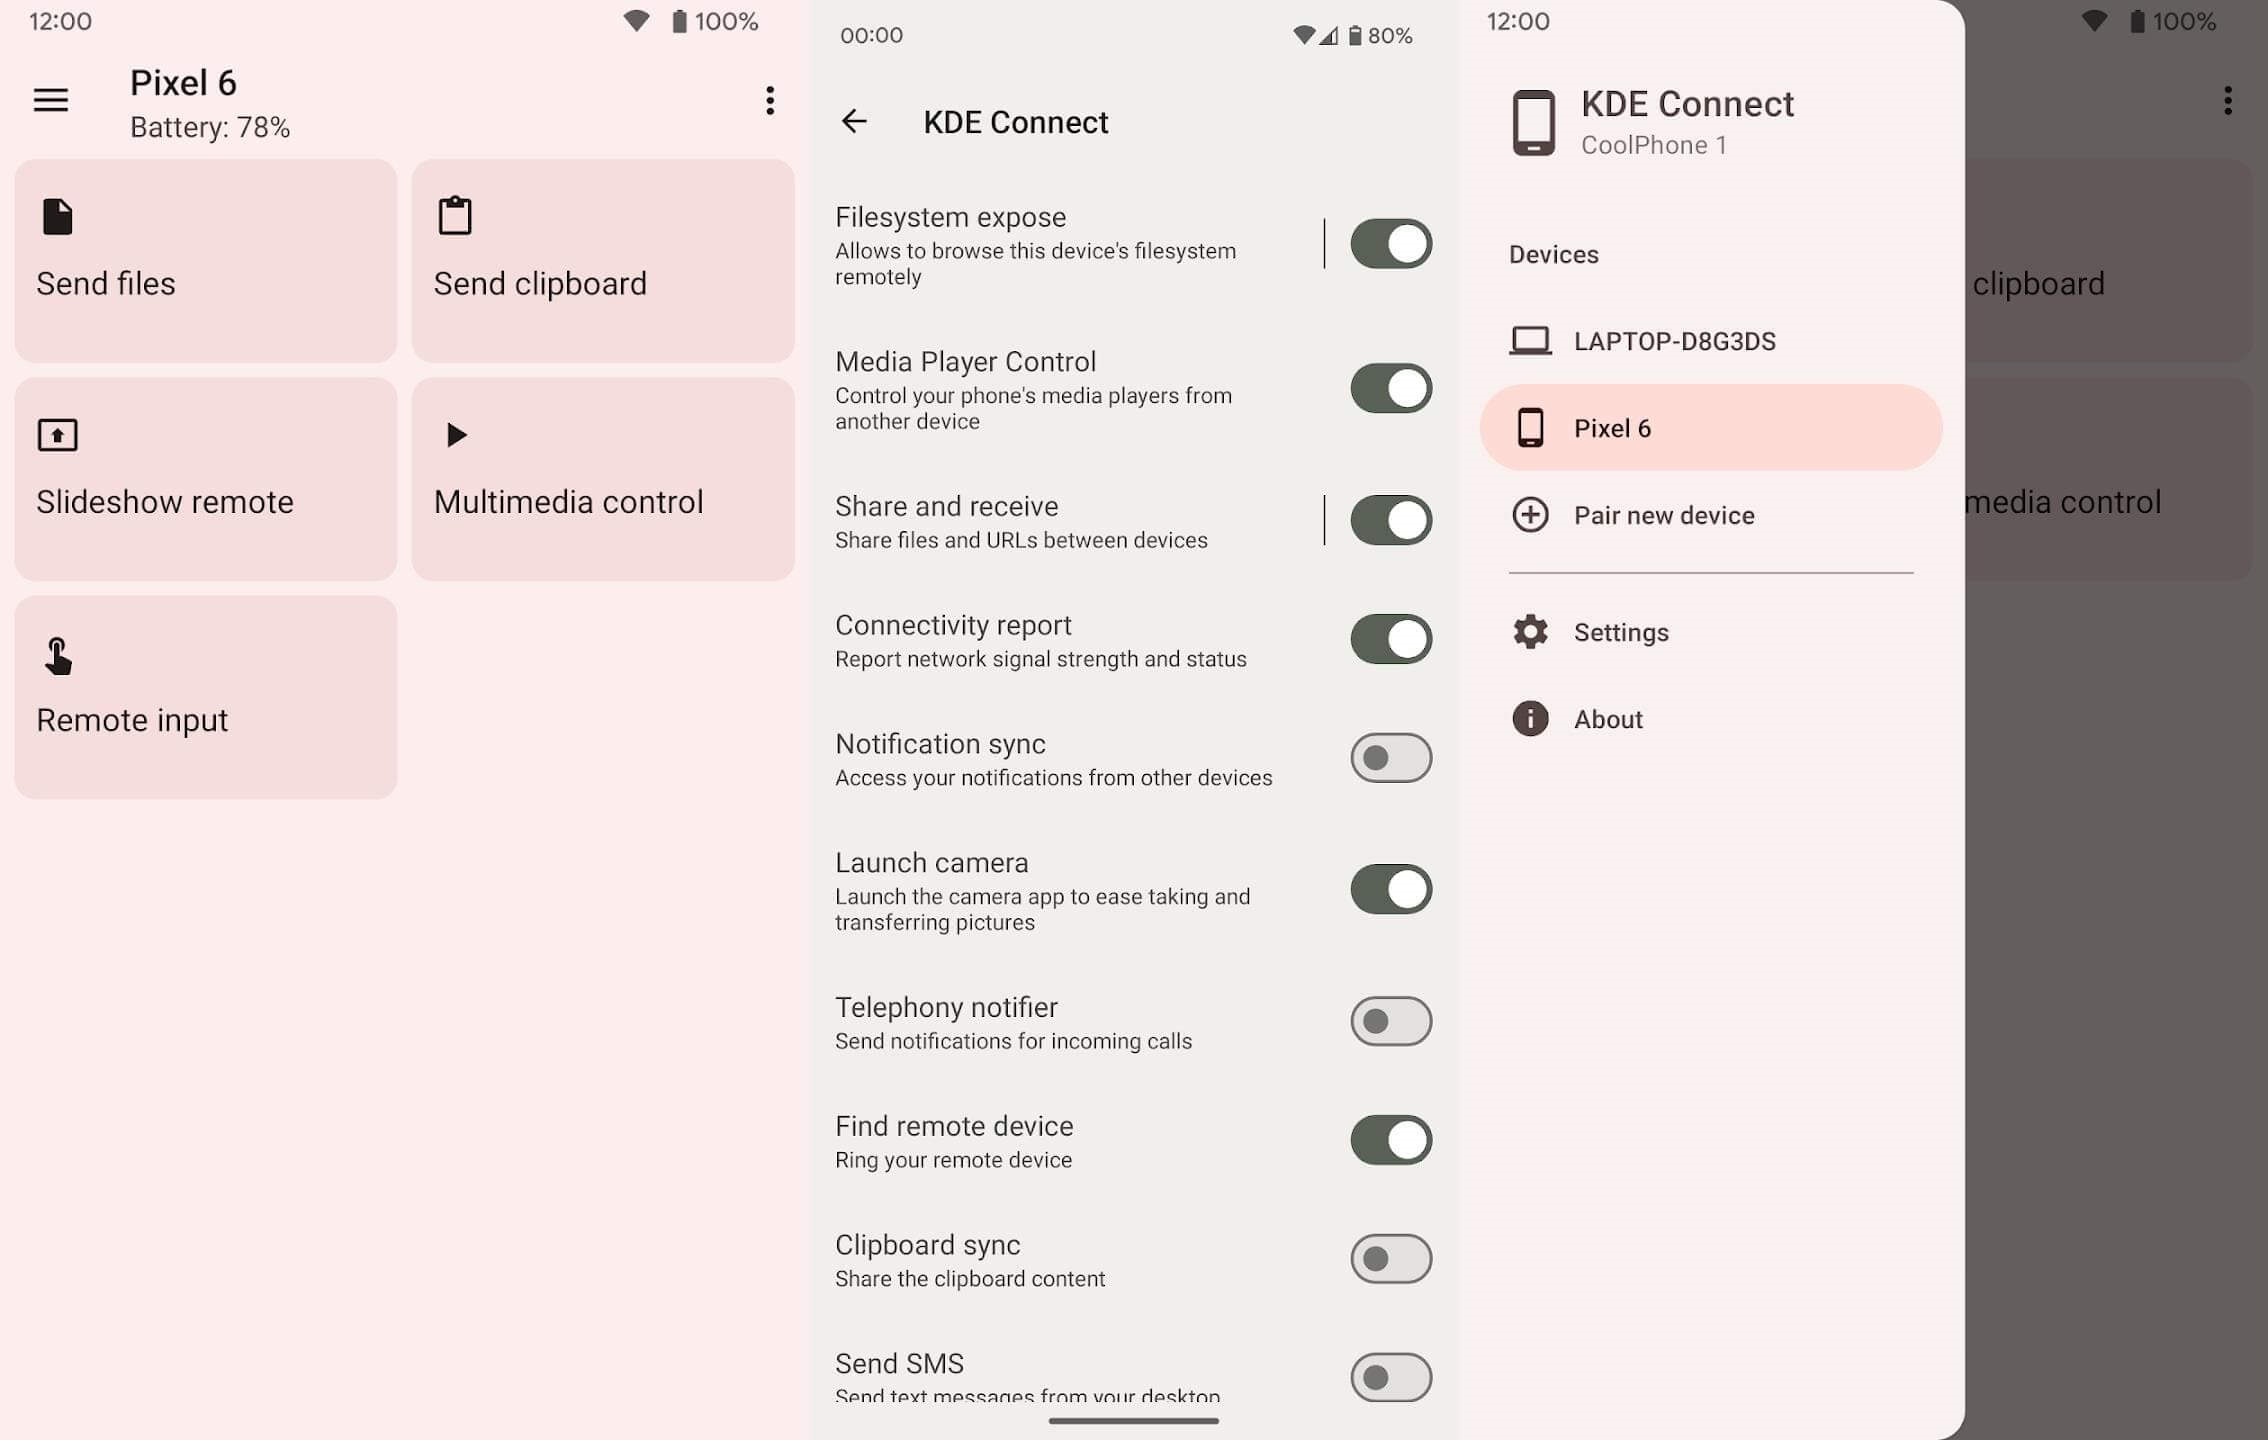 12:00
100%
Pixel 6
Battery: 78%
Send files
Send clipboard
Slideshow remote
Multimedia control
Remote input
00:00
80%
KDE Connect
Filesystem expose
Allows to browse this device's filesystem
remotely
Media Player Control
Control your phone's media players from
another device
Share and receive
Share files and URLs between devices
Connectivity report
Report network signal strength and status
Notification sync
Access your notifications from other devices
Launch camera
Launch the camera app to ease taking and
transferring pictures
Telephony notifier
Send notifications for incoming calls
Find remote device
Ring your remote device
Clipboard sync
Share the clipboard content
Send SMS
Send text messages from your desktop
12:00
100%
KDE Connect
CoolPhone 1
Devices
LAPTOP-D8G3DS
Pixel 6
Pair new device
Settings
About
clipboard
media control